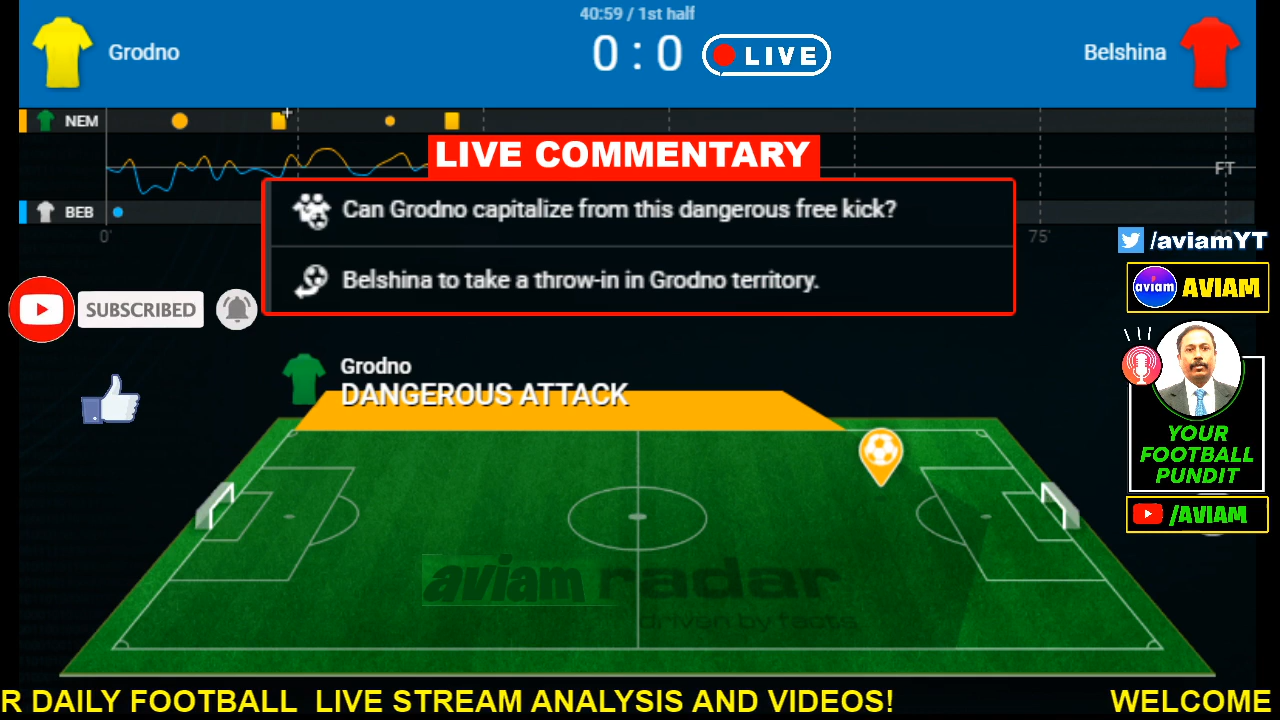 40:59 / 1st half
Grodno
0 : 0
LIVE
Belshina
NEM
LIVE COMMENTARY
FT
Can Grodno capitalize from this dangerous free kick?
BEB
0'
75'
/aviamYT
Belshina to take a throw-in in Grodno territory.
aviam AVIAM
SUBSCRIBED
Grodno
DANGEROUS ATTACK
YOUR
FOOTBALL
PUNDIT
/AVIAM
aviam radar
driven by facts
R DAILY FOOTBALL LIVE STREAM ANALYSIS AND VIDEOS! WELCOME